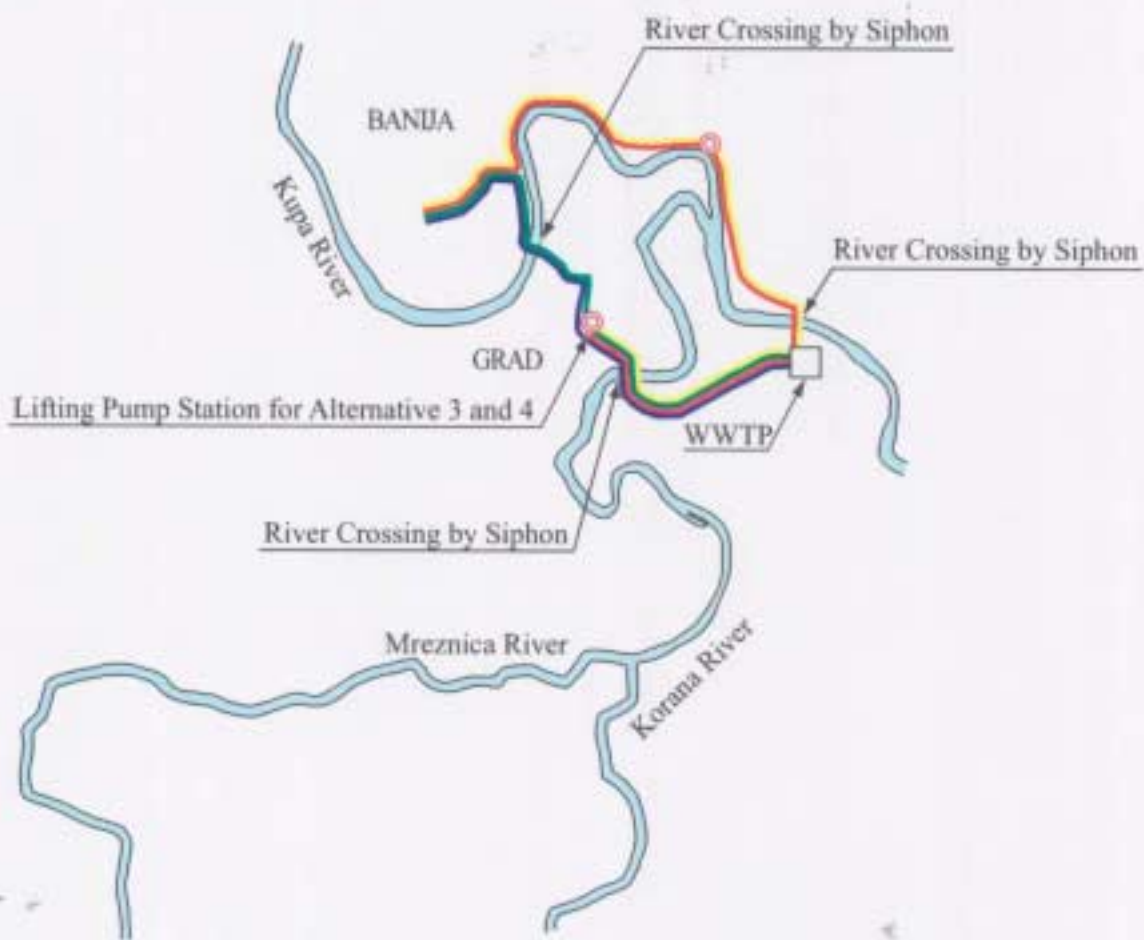 River Crossing by Siphon
BANIJA
Kupa River
River Crossing by Siphon
GRAD
Lifting Pump Station for Alternative 3 and 4
WWTP
River Crossing by Siphon
Mreznica River
Korana River